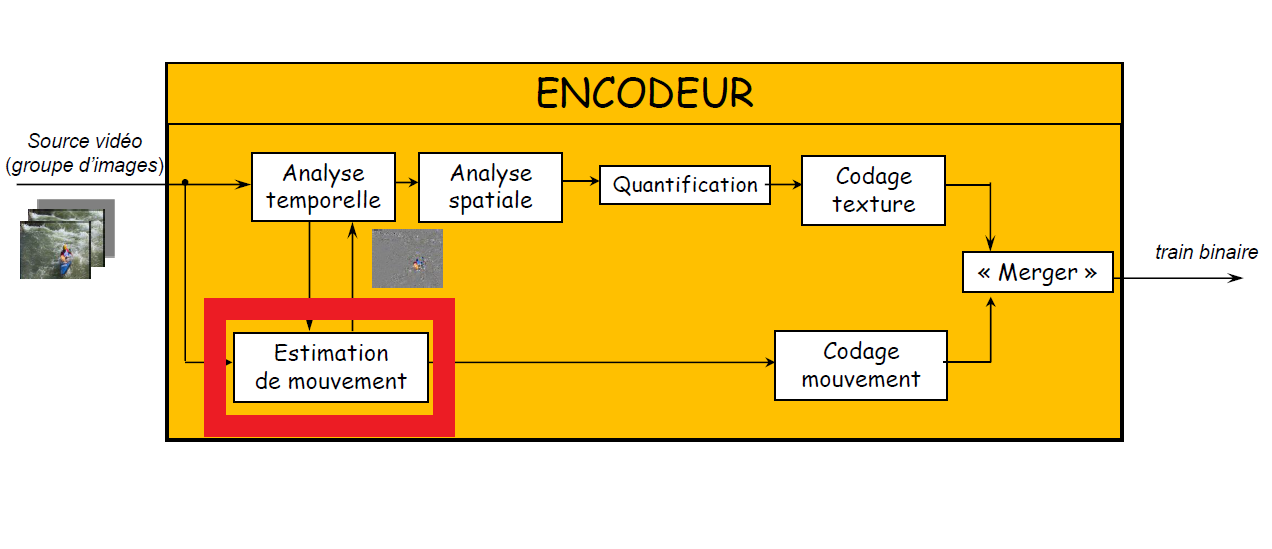 ENCODEUR
Source vidéo
(groupe d’images)
Analyse
temporelle
Analyse
spatiale
Quantification
Codage
texture
« Merger »
train binaire
Estimation
de mouvement
Codage
mouvement